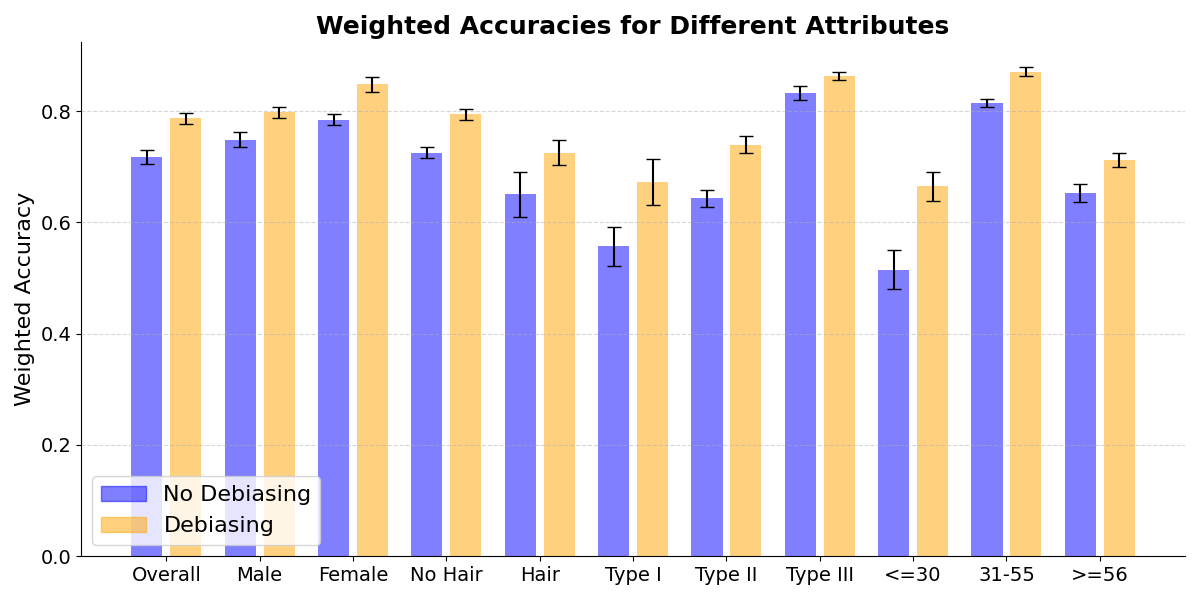 Weighted Accuracies for Different Attributes
Weighted Accuracy
0.8
0.6
0.4
0.2
0.0
No Debiasing
Debiasing
Overall Male Female No Hair Hair Type I Type II Type III <=30 31-55 >=56